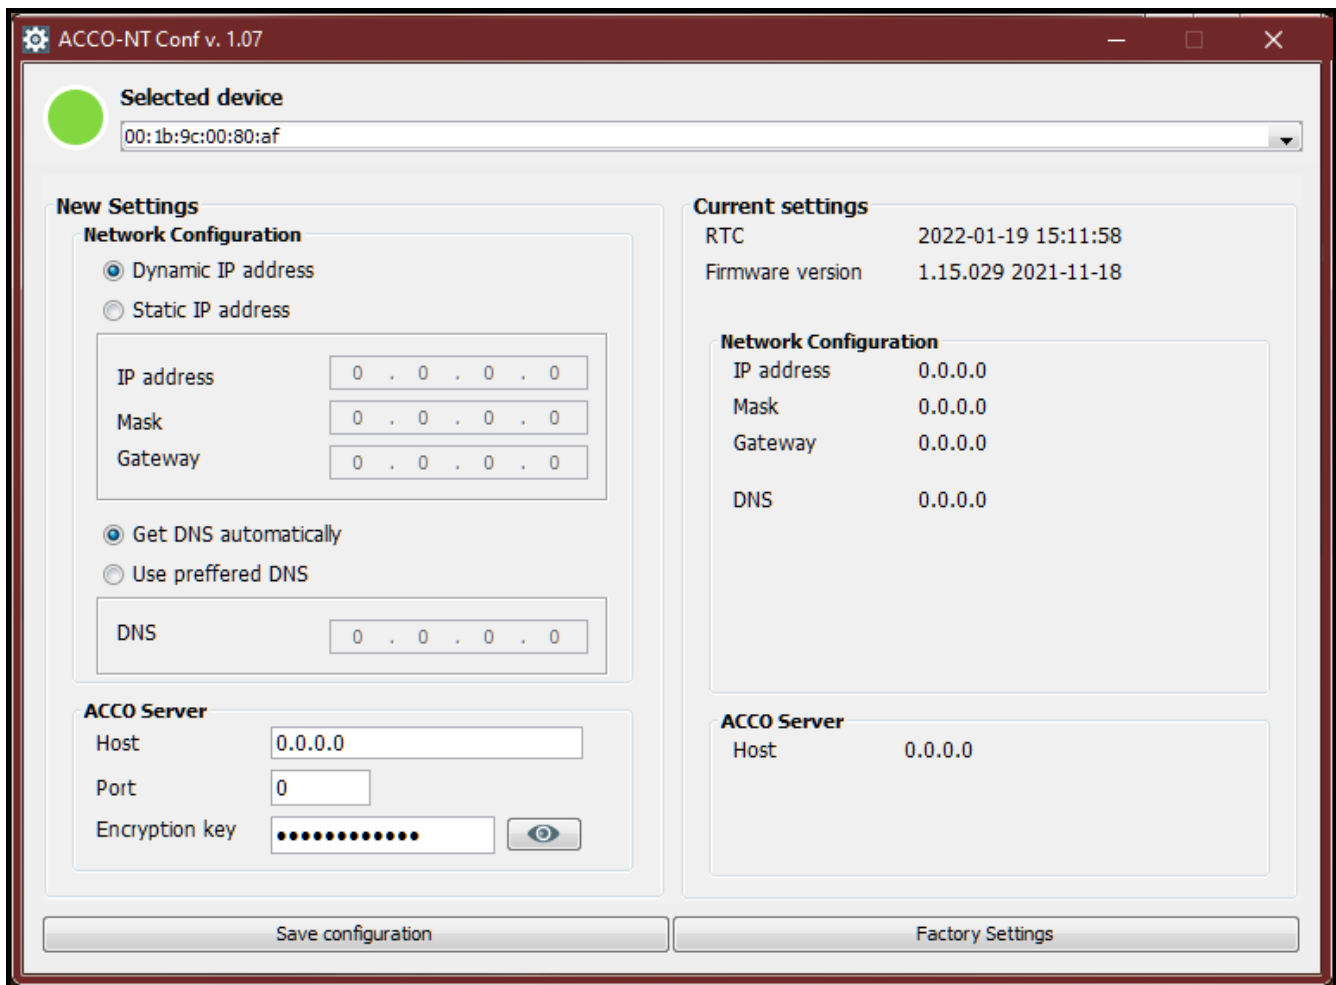 ACCO-NT Conf v. 1.07
Selected device
00:1b:9c:00:80:af
New Settings
Network Configuration
Dynamic IP address
Static IP address
IP address 0 . 0 . 0 . 0
Mask 0 . 0 . 0 . 0
Gateway 0 . 0 . 0 . 0
Get DNS automatically
Use preffered DNS
DNS 0 . 0 . 0 . 0
ACCO Server
Host 0.0.0.0
Port 0
Encryption key ••••••••••••
Current settings
RTC 2022-01-19 15:11:58
Firmware version 1.15.029 2021-11-18
Network Configuration
IP address 0.0.0.0
Mask 0.0.0.0
Gateway 0.0.0.0
DNS 0.0.0.0
ACCO Server
Host 0.0.0.0
Save configuration
Factory Settings